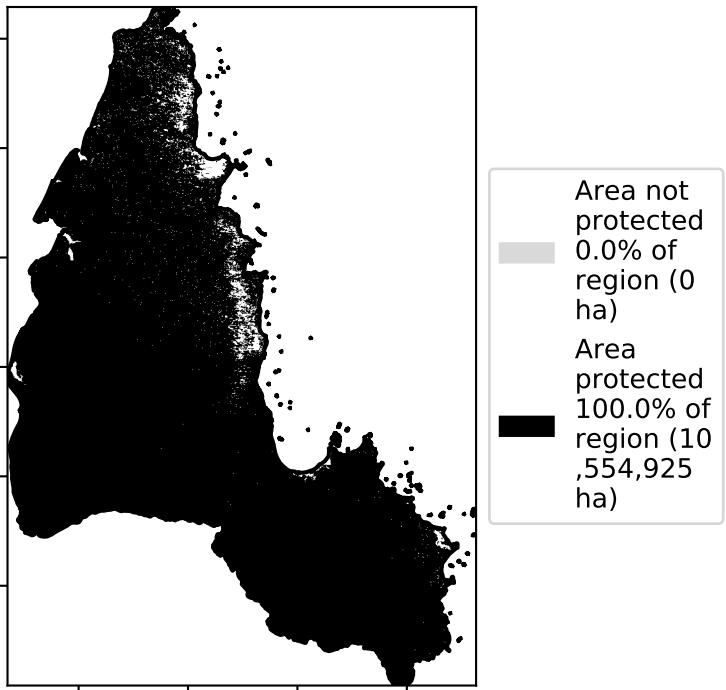 Area not
protected
0.0% of
region (0
ha)
Area
protected
100.0% of
region (10
,554,925
ha)